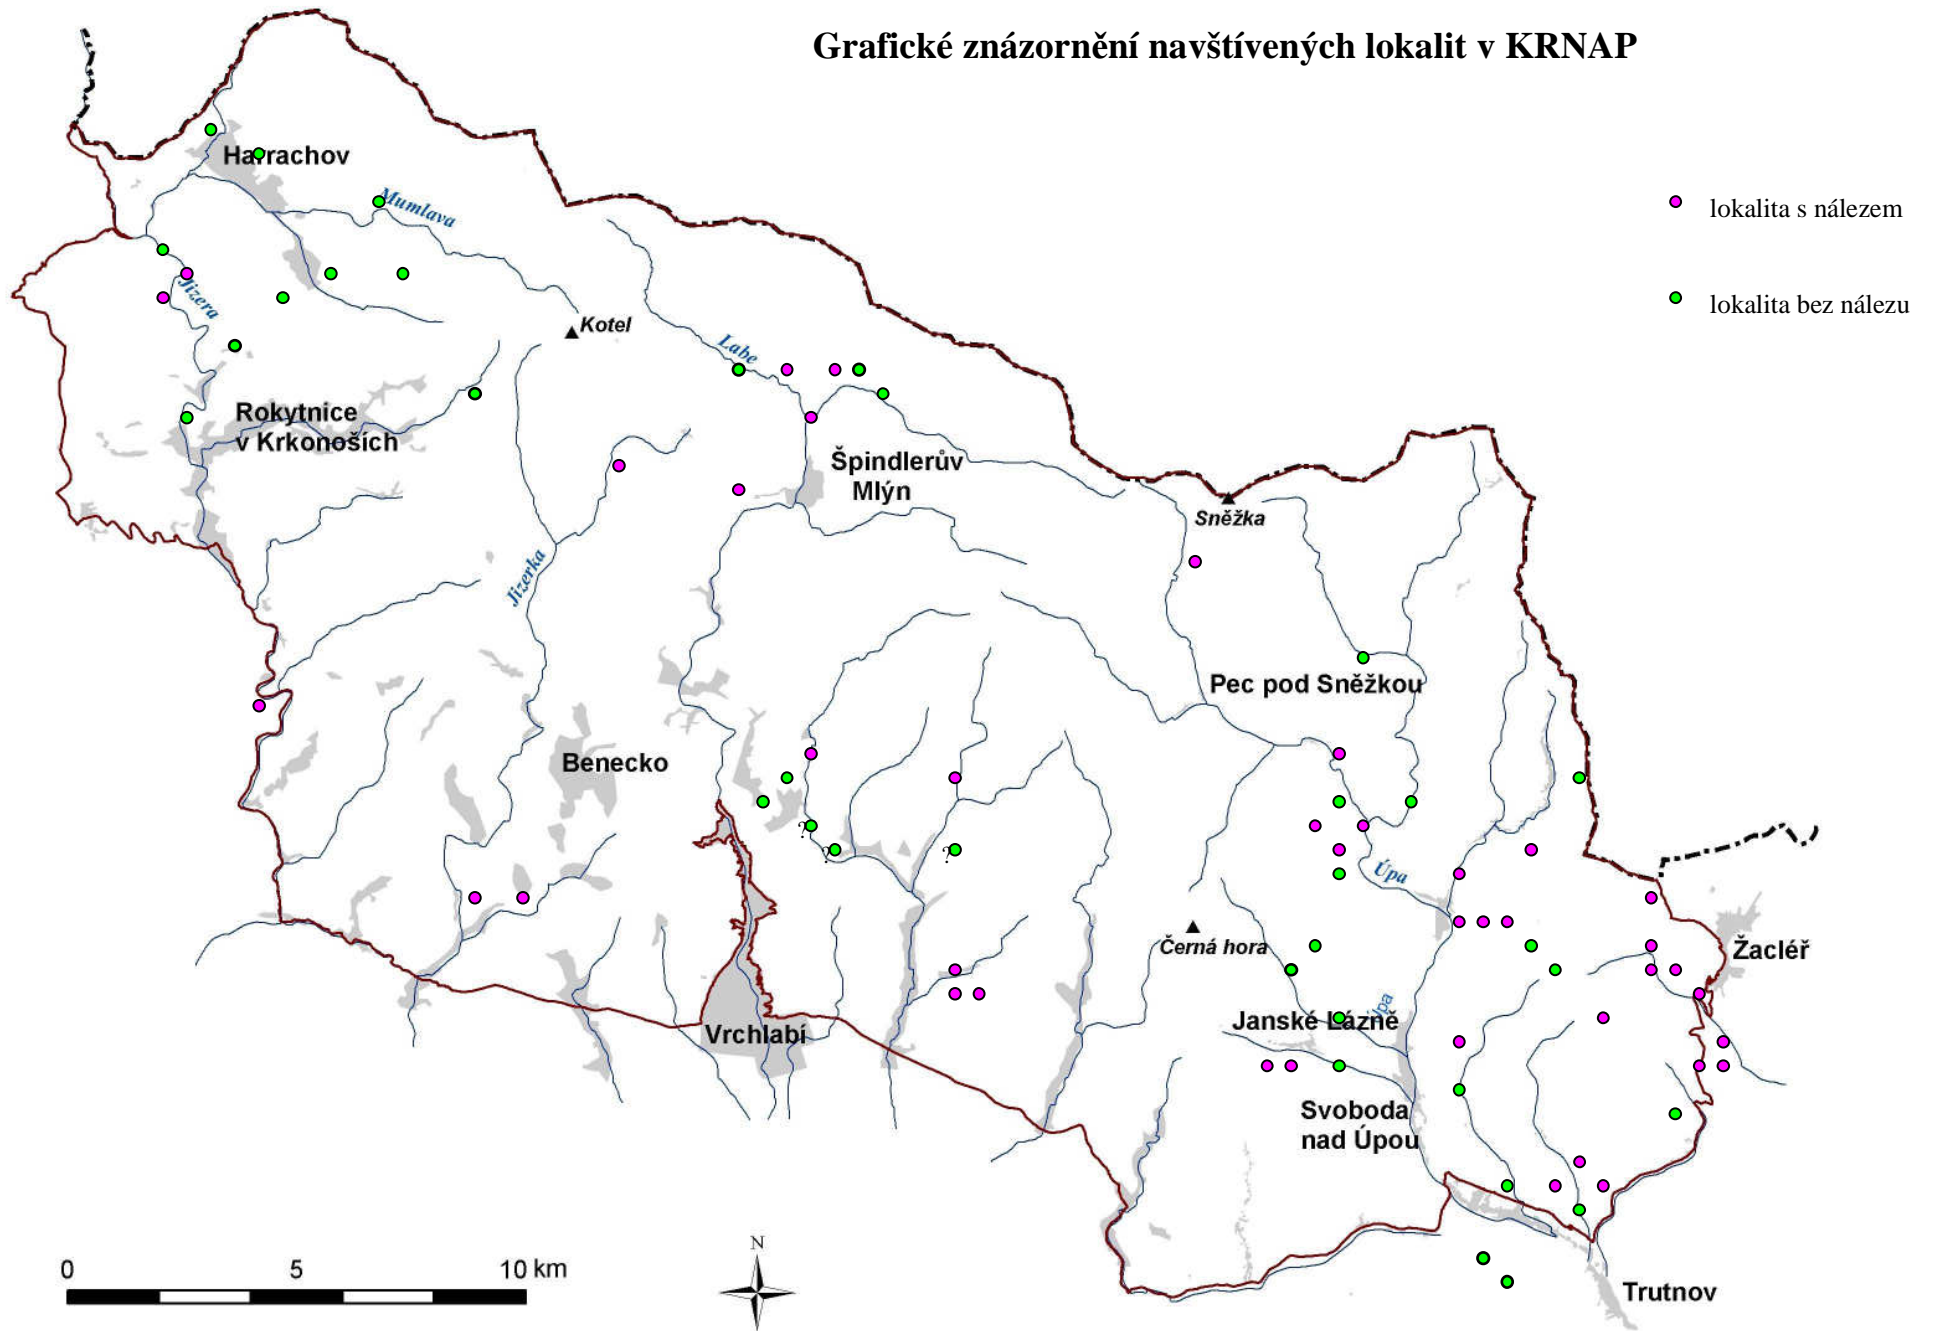 Grafické znázornění navštívených lokalit v KRNAP
Harrachov
Mumlava
lokalita s nálezem
Jizera
lokalita bez nálezu
Kotel
Labe
Rokytnice
v Krkonoších
Špindlerův
Mlýn
Sněžka
Jizerka
Pec pod Sněžkou
Benecko
?
?
?
Úpa
Černá hora
Žacléř
Úpa
Janské Lázně
Vrchlabí
Svoboda
nad Úpou
N
0 5 10 km
Trutnov